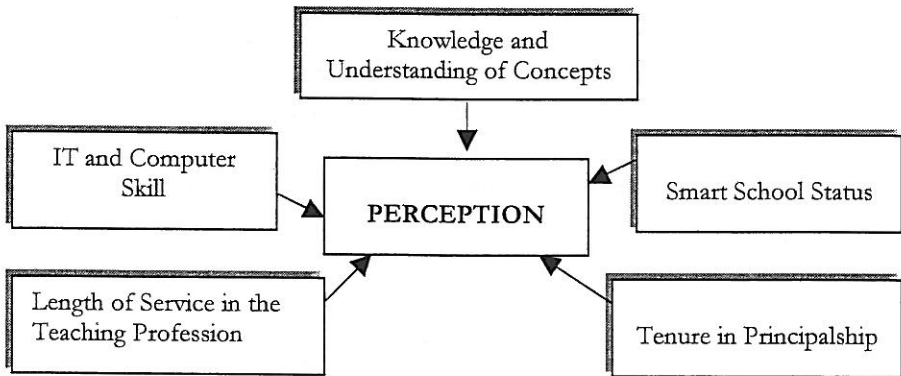 Knowledge and
Understanding of Concepts
IT and Computer
Skill
PERCEPTION
Smart School Status
Length of Service in the
Teaching Profession
Tenure in Principalship